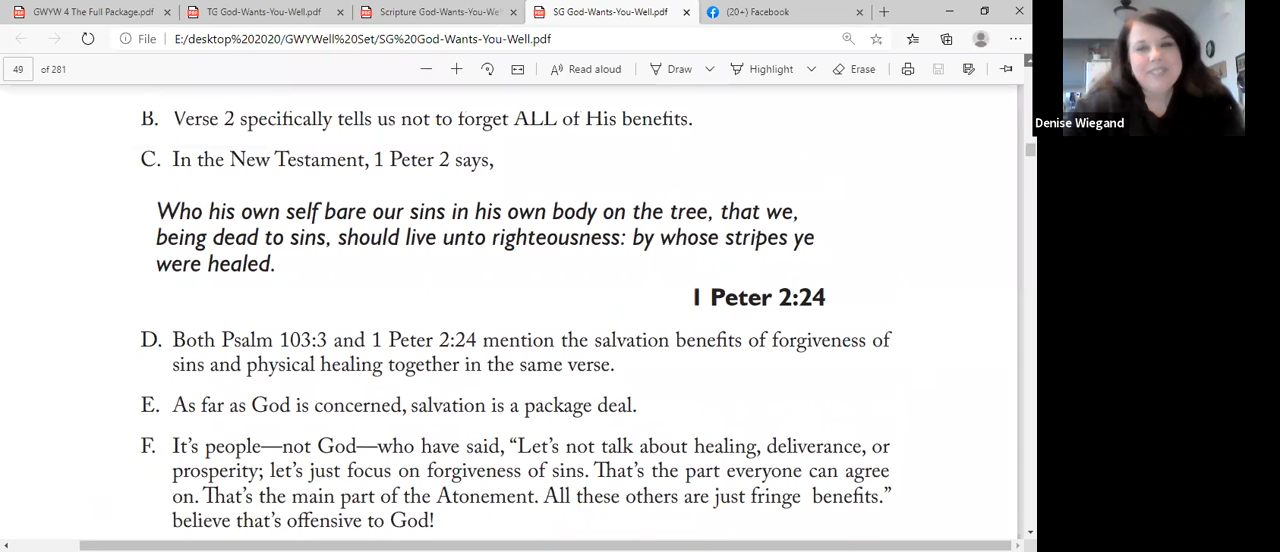 GWYW 4 The Full Package.pdf
TG God-Wants-You-Well.pdf
Scripture God-Wants-You-We
SG God-Wants-You-Well.pdf
(20+) Facebook
File
E:/desktop%202020/GWYWell%20Set/SG%20God-Wants-You-Well.pdf
49 of 281
Read aloud
Draw
Highlight
Erase
Denise Wiegand
B. Verse 2 specifically tells us not to forget ALL of His benefits.
C. In the New Testament, 1 Peter 2 says,
Who his own self bare our sins in his own body on the tree, that we,
being dead to sins, should live unto righteousness: by whose stripes ye
were healed.
1 Peter 2:24
D. Both Psalm 103:3 and 1 Peter 2:24 mention the salvation benefits of forgiveness of
sins and physical healing together in the same verse.
E. As far as God is concerned, salvation is a package deal.
F. It's people—not God—who have said, “Let's not talk about healing, deliverance, or
prosperity; let's just focus on forgiveness of sins. That's the part everyone can agree
on. That's the main part of the Atonement. All these others are just fringe benefits.”
believe that's offensive to God!